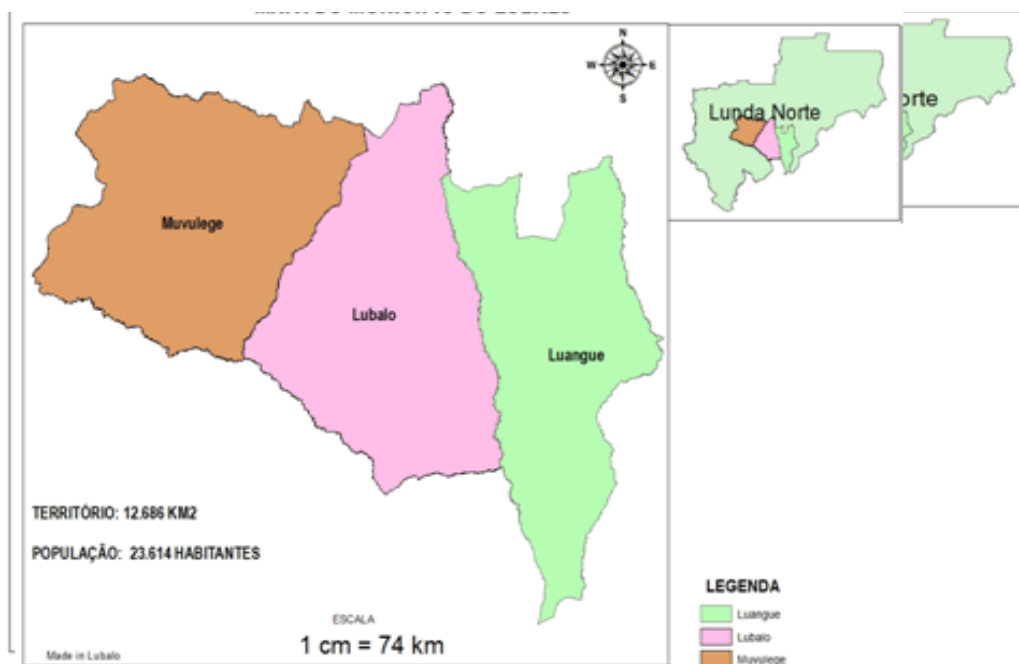 N
W E
S
Lunda Norte
orte
Muvulege
Lubalo
Luangue
TERRITÓRIO: 12.686 KM2
POPULAÇÃO: 23.614 HABITANTES
ESCALA
1 cm = 74 km
Made in Lubalo
LEGENDA
Luangue
Lubalo
Muvulege